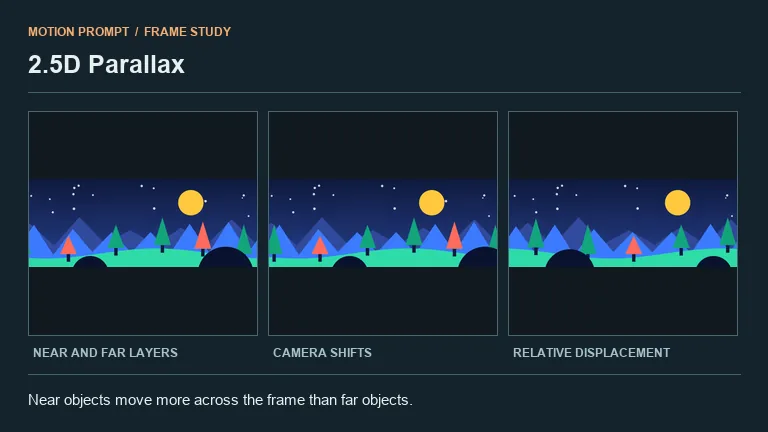 MOTION PROMPT / FRAME STUDY
2.5D Parallax
NEAR AND FAR LAYERS
CAMERA SHIFTS
RELATIVE DISPLACEMENT
Near objects move more across the frame than far objects.